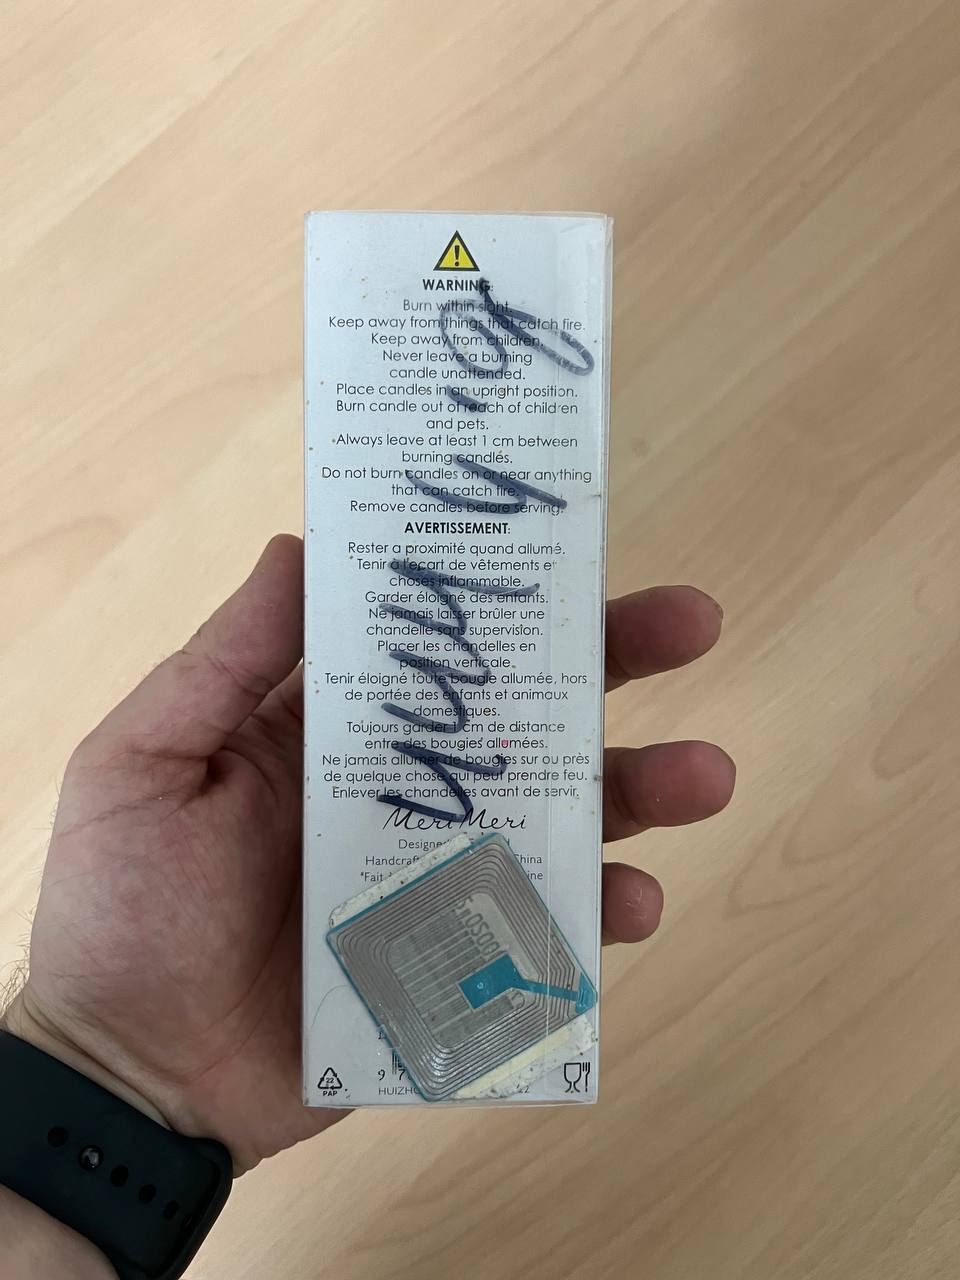 WARNING:
Burn within sight.
Keep away from things that catch fire.
Keep away from children.
Never leave a burning
candle unattended.
Place candles in an upright position.
Burn candle out of reach of children
and pets.
Always leave at least 1 cm between
burning candlés.
Do not burn candles on or near anything
that can catch fire.
Remove candles before serving.
AVERTISSEMENT:
Rester a proximité quand allumé.
Tenir à l'ecart de vêtements et
choses inflammable.
Garder éloigné des enfants.
Ne jamais laisser brûler une
chandelle sans supervision.
Placer les chandelles en
position verticale.
Tenir éloigné toute bougie allumée, hors
de portée des enfants et animaux
domestiques.
Toujours garder 1 cm de distance
entre des bougies allumées.
Ne jamais allumer de bougies sur ou près
de quelque chose qui peut prendre feu.
Enlever les chandelles avant de servir.
Meri Meri
China
22
PAP
9 7